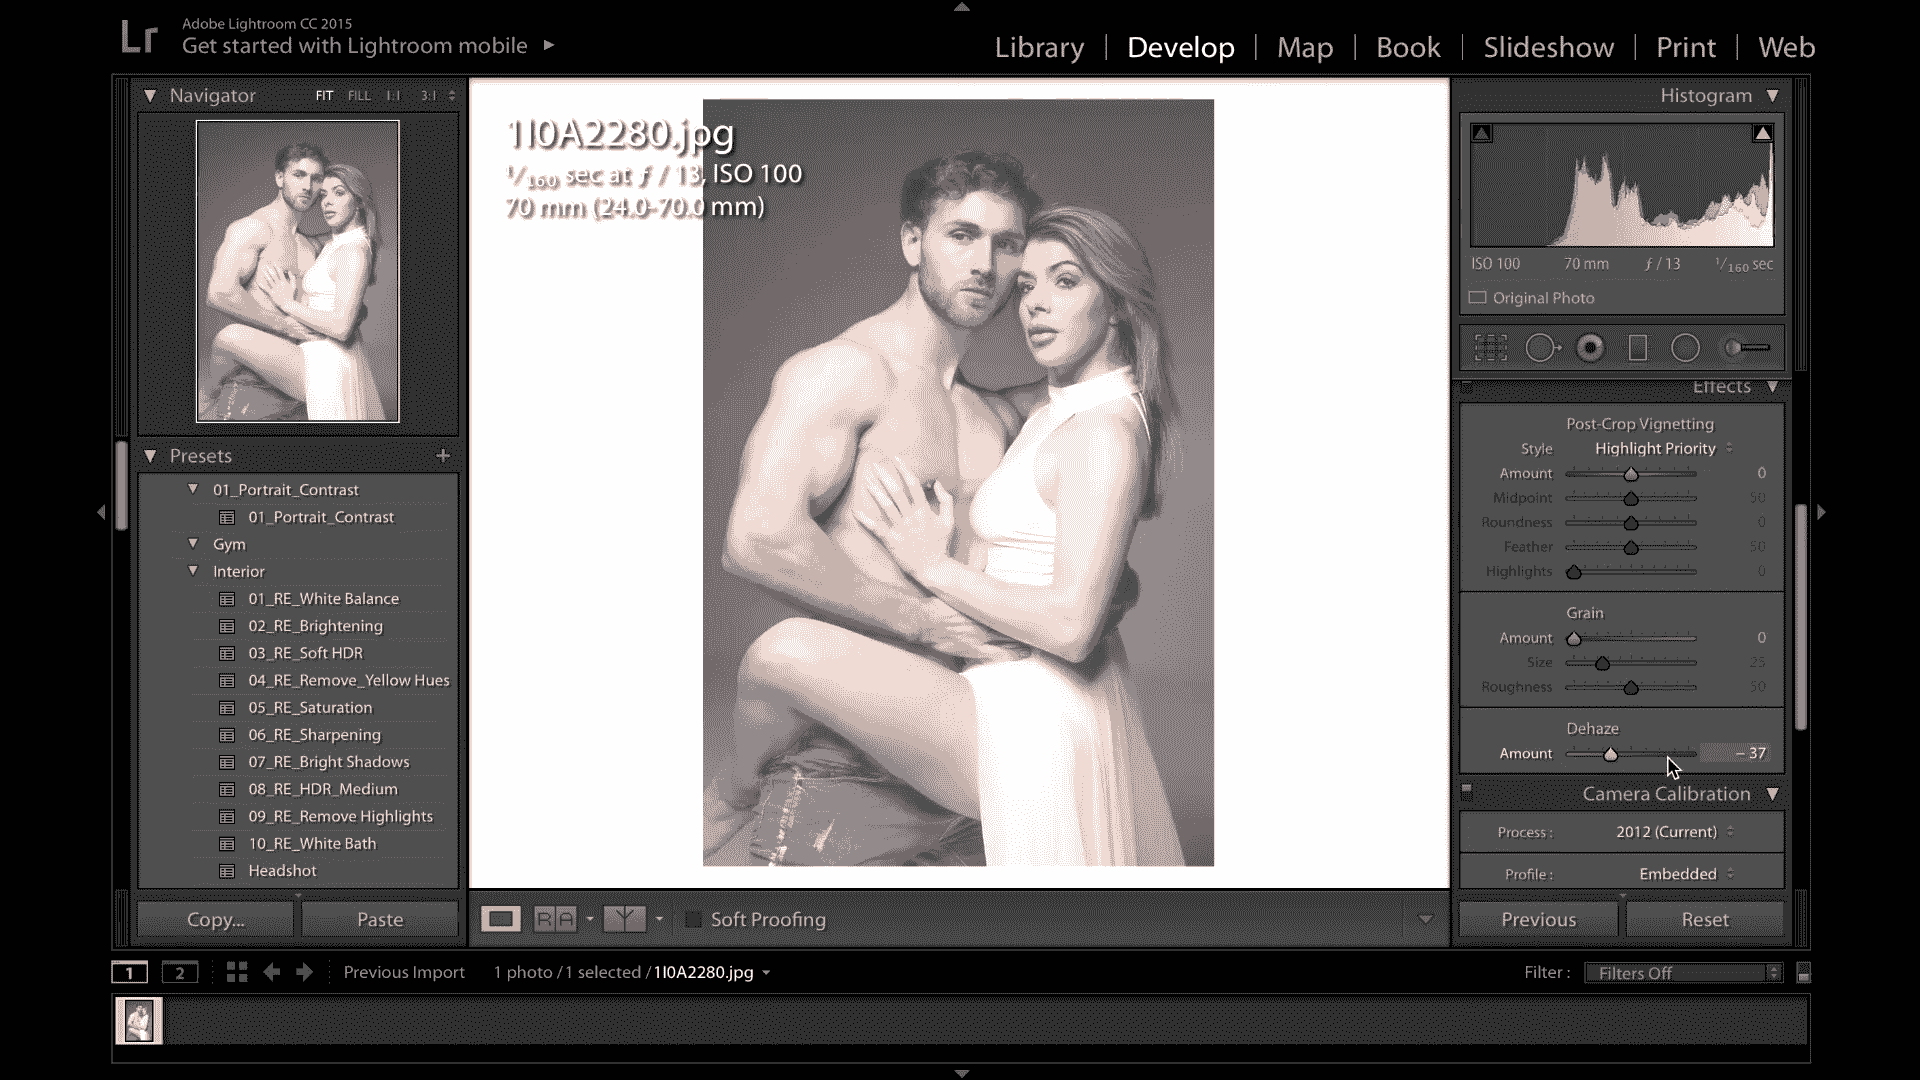 Lr
Adobe Lightroom CC 2015
Get started with Lightroom mobile
Library | Develop | Map | Book | Slideshow | Print | Web
Navigator FIT FILL 1:1 3:1
Presets +
01_Portrait_Contrast
01_Portrait_Contrast
Gym
Interior
01_RE_White Balance
02_RE_Brightening
03_RE_Soft HDR
04_RE_Remove_Yellow Hues
05_RE_Saturation
06_RE_Sharpening
07_RE_Bright Shadows
08_RE_HDR_Medium
09_RE_Remove Highlights
10_RE_White Bath
Headshot
Copy... Paste
1I0A2280.jpg
1/160 sec at ƒ / 13, ISO 100
70 mm (24.0-70.0 mm)
R A Y Soft Proofing
Histogram
ISO 100 70 mm ƒ / 13 1/160 sec
Original Photo
Effects
Post-Crop Vignetting
Style Highlight Priority
Amount 0
Midpoint 50
Roundness 0
Feather 50
Highlights 0
Grain
Amount 0
Size 25
Roughness 50
Dehaze
Amount – 37
Camera Calibration
Process : 2012 (Current)
Profile : Embedded
Previous Reset
1 2 Previous Import 1 photo / 1 selected / 1I0A2280.jpg Filter : Filters Off